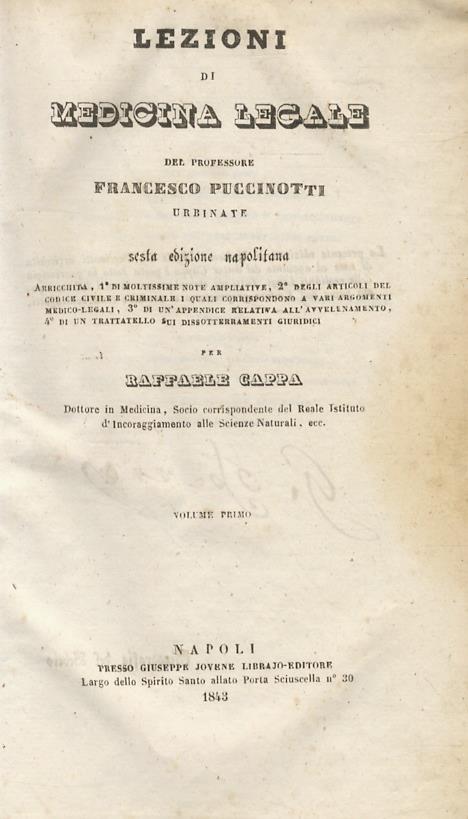 LEZIONI
DI
MEDICINA LEGALE
DEL PROFESSORE
FRANCESCO PUCCINOTTI
URBINATE
sesta edizione napolitana
ARRICCHITA, 1° DI MOLTISSIME NOTE AMPLIATIVE, 2° DEGLI ARTICOLI DEL
CODICE CIVILE E CRIMINALE I QUALI CORRISPONDONO A VARI ARGOMENTI
MEDICO-LEGALI, 3° DI UN'APPENDICE RELATIVA ALL'AVVELENAMENTO,
4° DI UN TRATTATELLO SUI DISSOTTERRAMENTI GIURIDICI
PER
RAFFAELE CAPPA
Dottore in Medicina, Socio corrispondente del Reale Istituto
d'Incoraggiamento alle Scienze Naturali, ecc.
VOLUME PRIMO
NAPOLI
PRESSO GIUSEPPE JOVENE LIBRAJO-EDITORE
Largo dello Spirito Santo allato Porta Sciuscella n° 30
1843